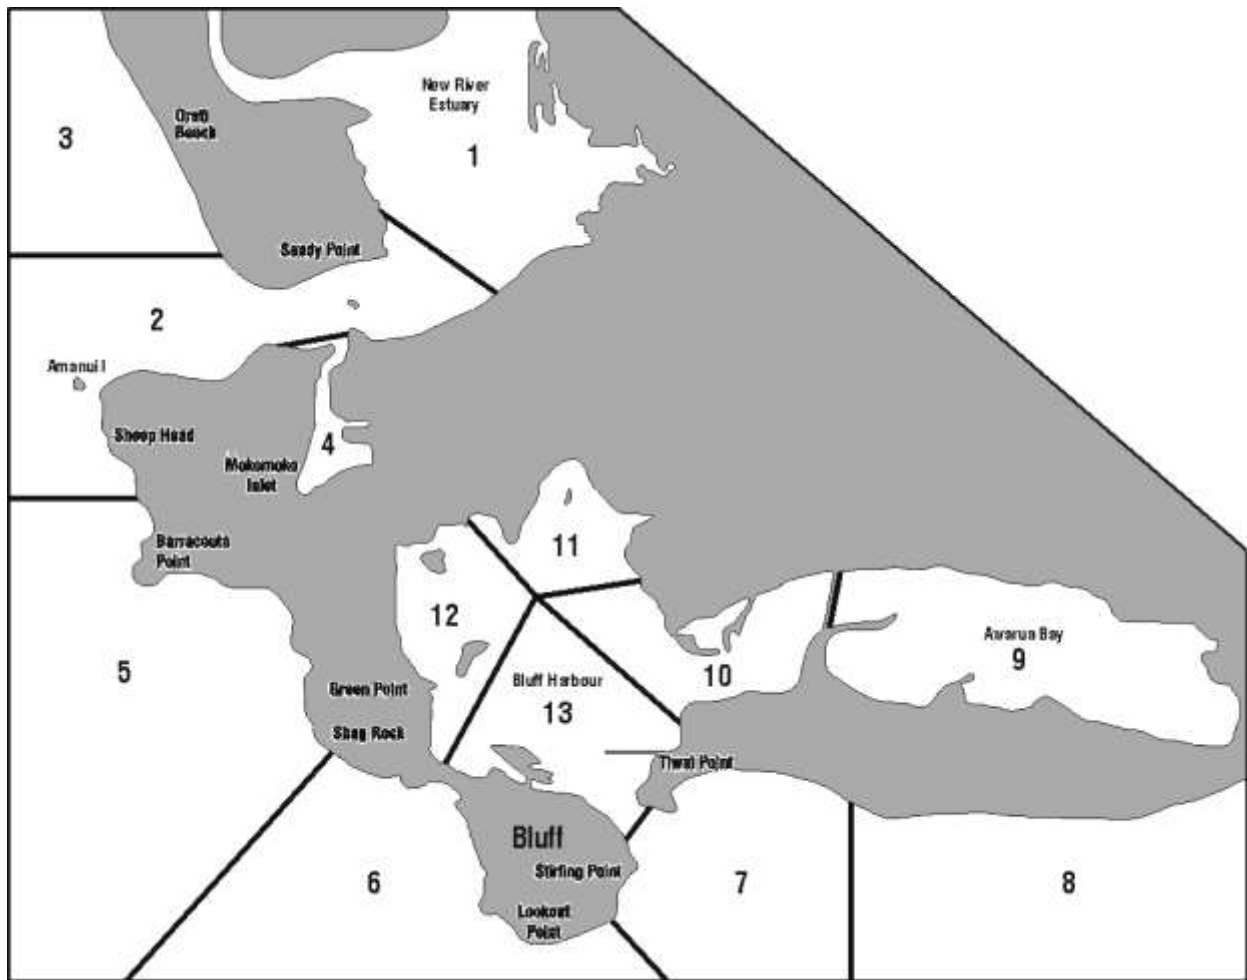 New River
Estuary
Oreti
Beach
3
1
Sandy Point
2
Amanui I
Sheep Head
4
Mokomoko
Inlet
Barracouta
Point
11
12
Awarua Bay
9
5
10
Green Point
Bluff Harbour
13
Shag Rock
Tiwai Point
Bluff
Stirling Point
6
7
8
Lookout
Point